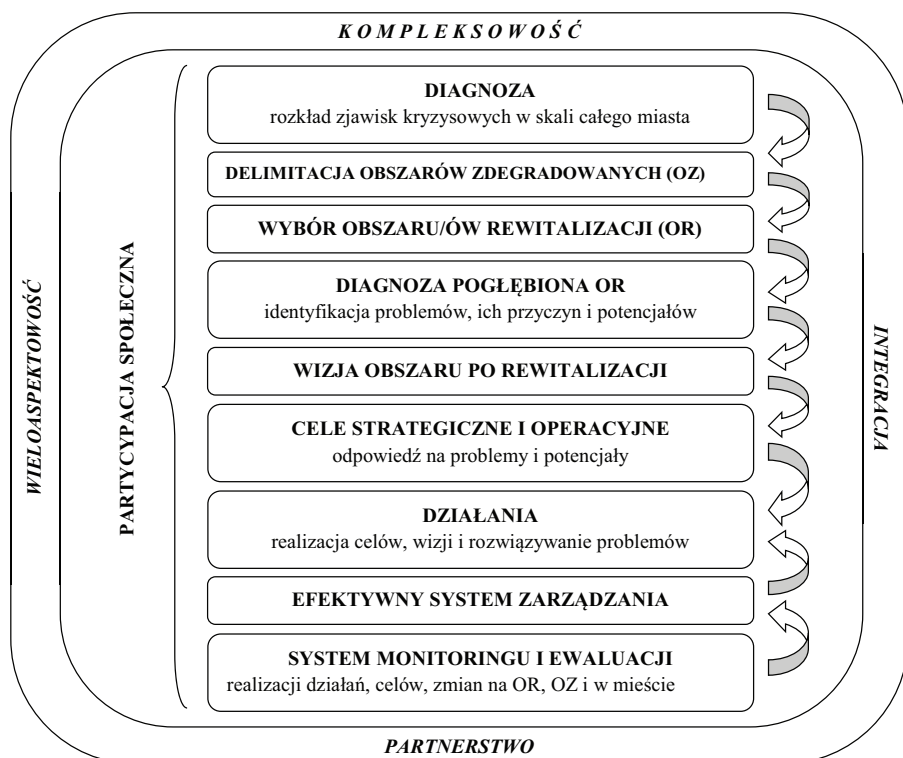 KOMPLEKSOWOŚĆ
WIELOASPEKTOWOŚĆ
PARTYCYPACJA SPOŁECZNA
DIAGNOZA
rozkład zjawisk kryzysowych w skali całego miasta
DELIMITACJA OBSZARÓW ZDEGRADOWANYCH (OZ)
WYBÓR OBSZARU/ÓW REWITALIZACJI (OR)
DIAGNOZA POGŁĘBIONA OR
identyfikacja problemów, ich przyczyn i potencjałów
WIZJA OBSZARU PO REWITALIZACJI
CELE STRATEGICZNE I OPERACYJNE
odpowiedź na problemy i potencjały
DZIAŁANIA
realizacja celów, wizji i rozwiązywanie problemów
EFEKTYWNY SYSTEM ZARZĄDZANIA
SYSTEM MONITORINGU I EWALUACJI
realizacji działań, celów, zmian na OR, OZ i w mieście
INTEGRACJA
PARTNERSTWO